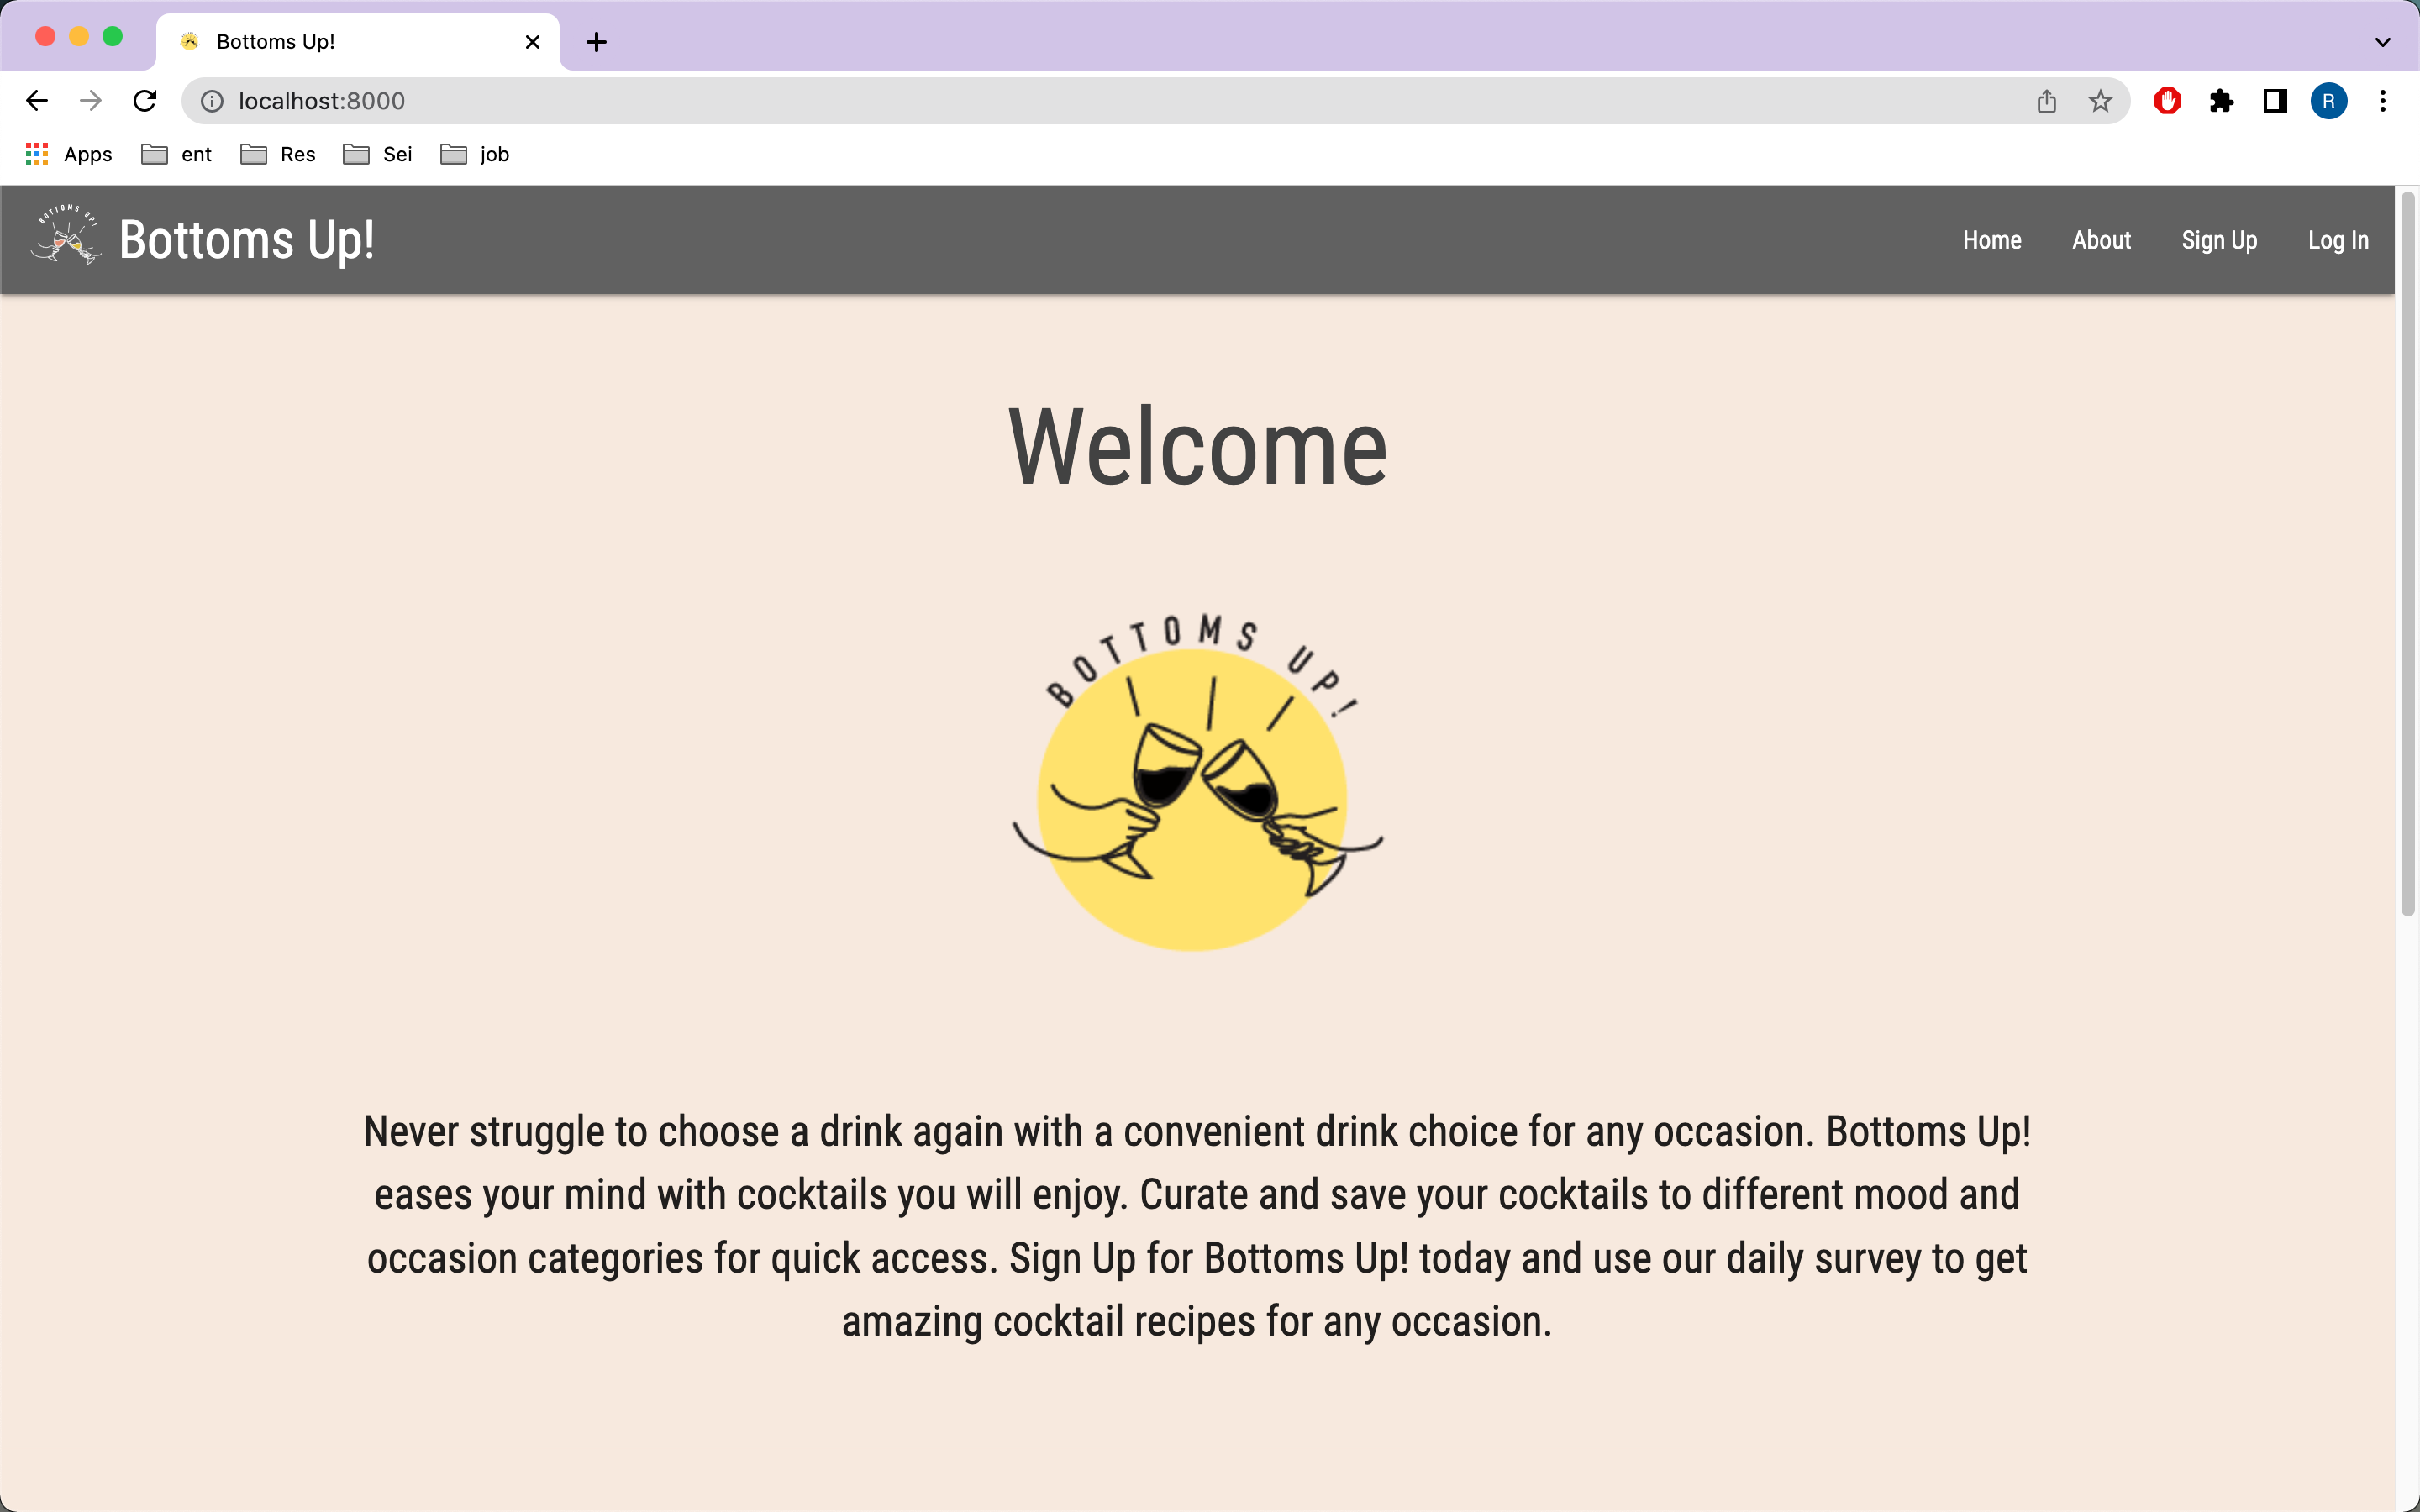 Bottoms Up!
localhost:8000
R
Apps ent Res Sei job
BOTTOMS UP!
Bottoms Up!
Home About Sign Up Log In
Welcome
BOTTOMS UP!
Never struggle to choose a drink again with a convenient drink choice for any occasion. Bottoms Up!
eases your mind with cocktails you will enjoy. Curate and save your cocktails to different mood and
occasion categories for quick access. Sign Up for Bottoms Up! today and use our daily survey to get
amazing cocktail recipes for any occasion.